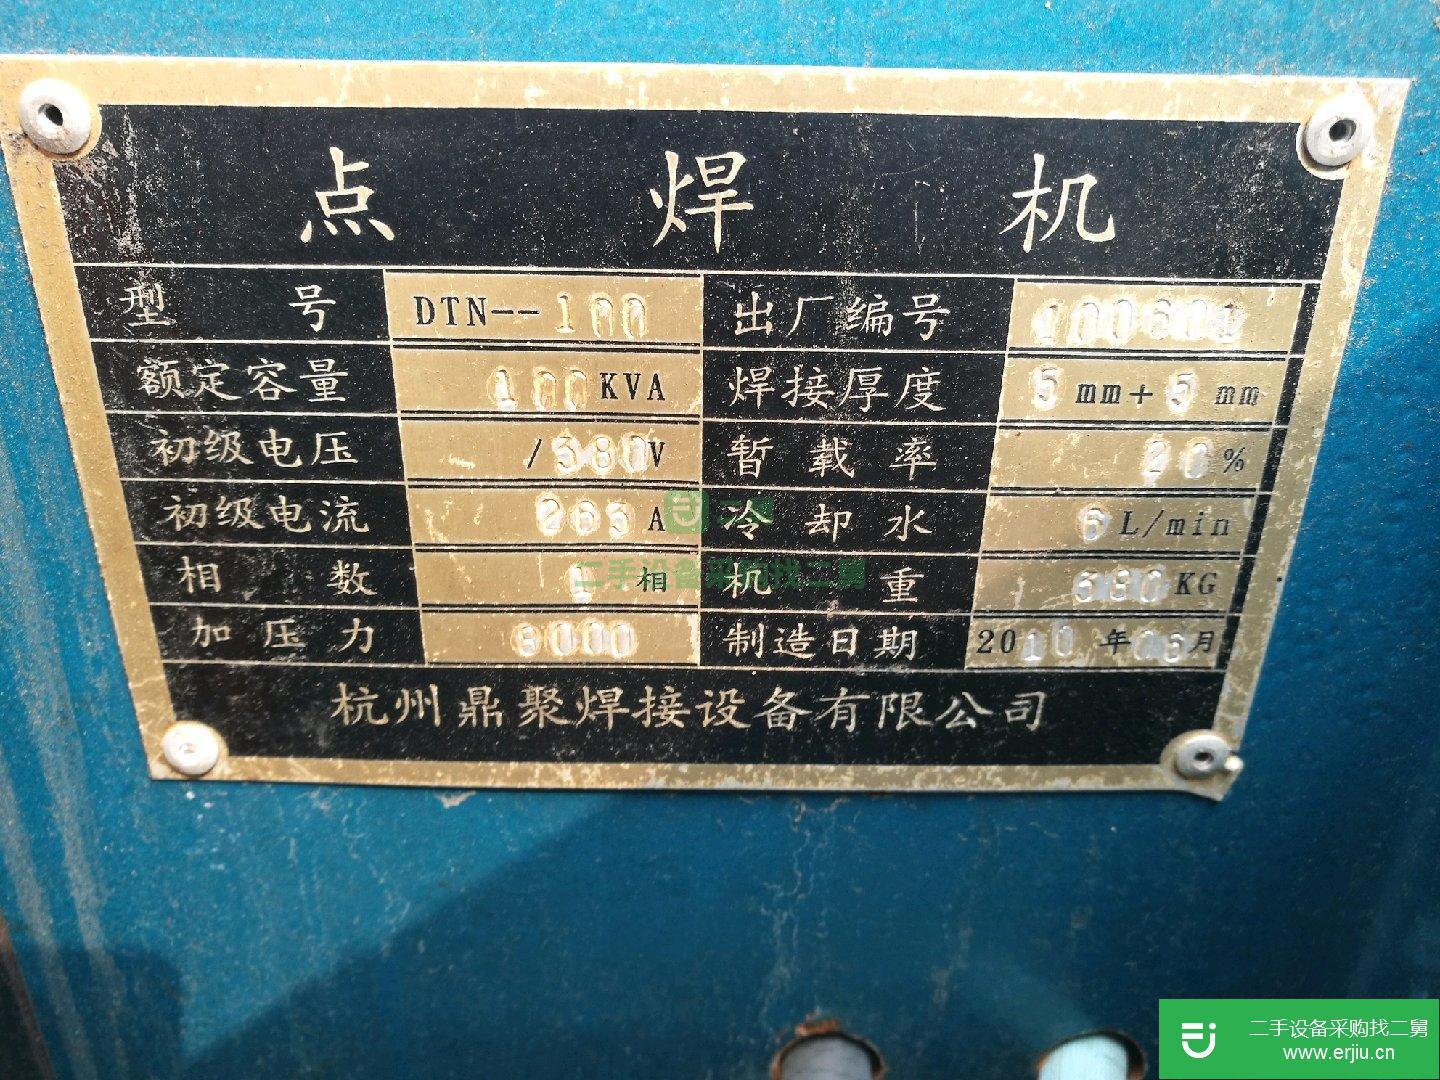 点焊机
型号 DTN--100 出厂编号 100601
额定容量 100KVA 焊接厚度 5mm+5mm
初级电压 /380V 暂载率 20%
初级电流 265A 冷却水 6L/min
相数 1相 机重 380KG
加压力 8000 制造日期 2010年06月
杭州鼎聚焊接设备有限公司
二舅
二手设备采购找二舅
二手设备采购找二舅
www.erjiu.cn